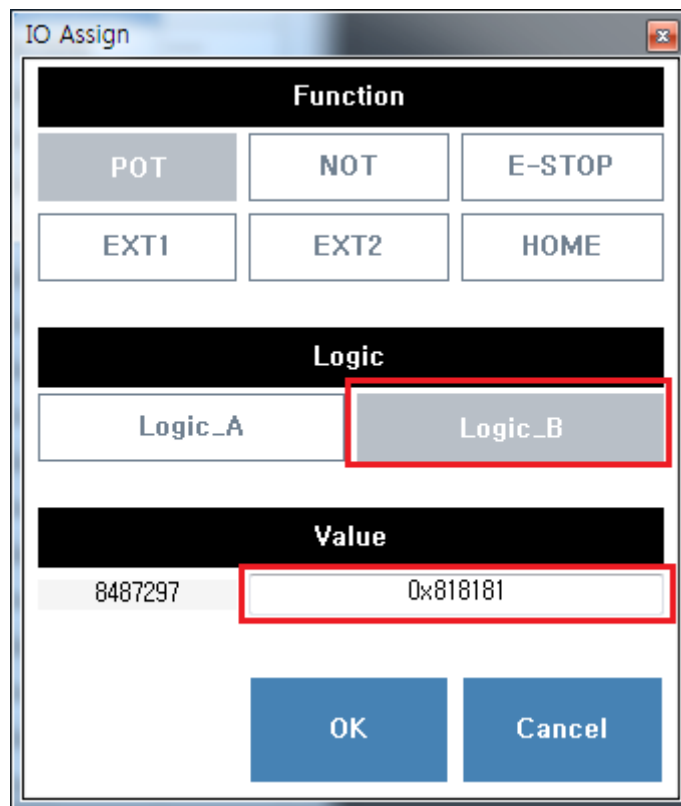 IO Assign
Function
POT NOT E-STOP
EXT1 EXT2 HOME
Logic
Logic_A Logic_B
Value
8487297 0x818181
OK Cancel